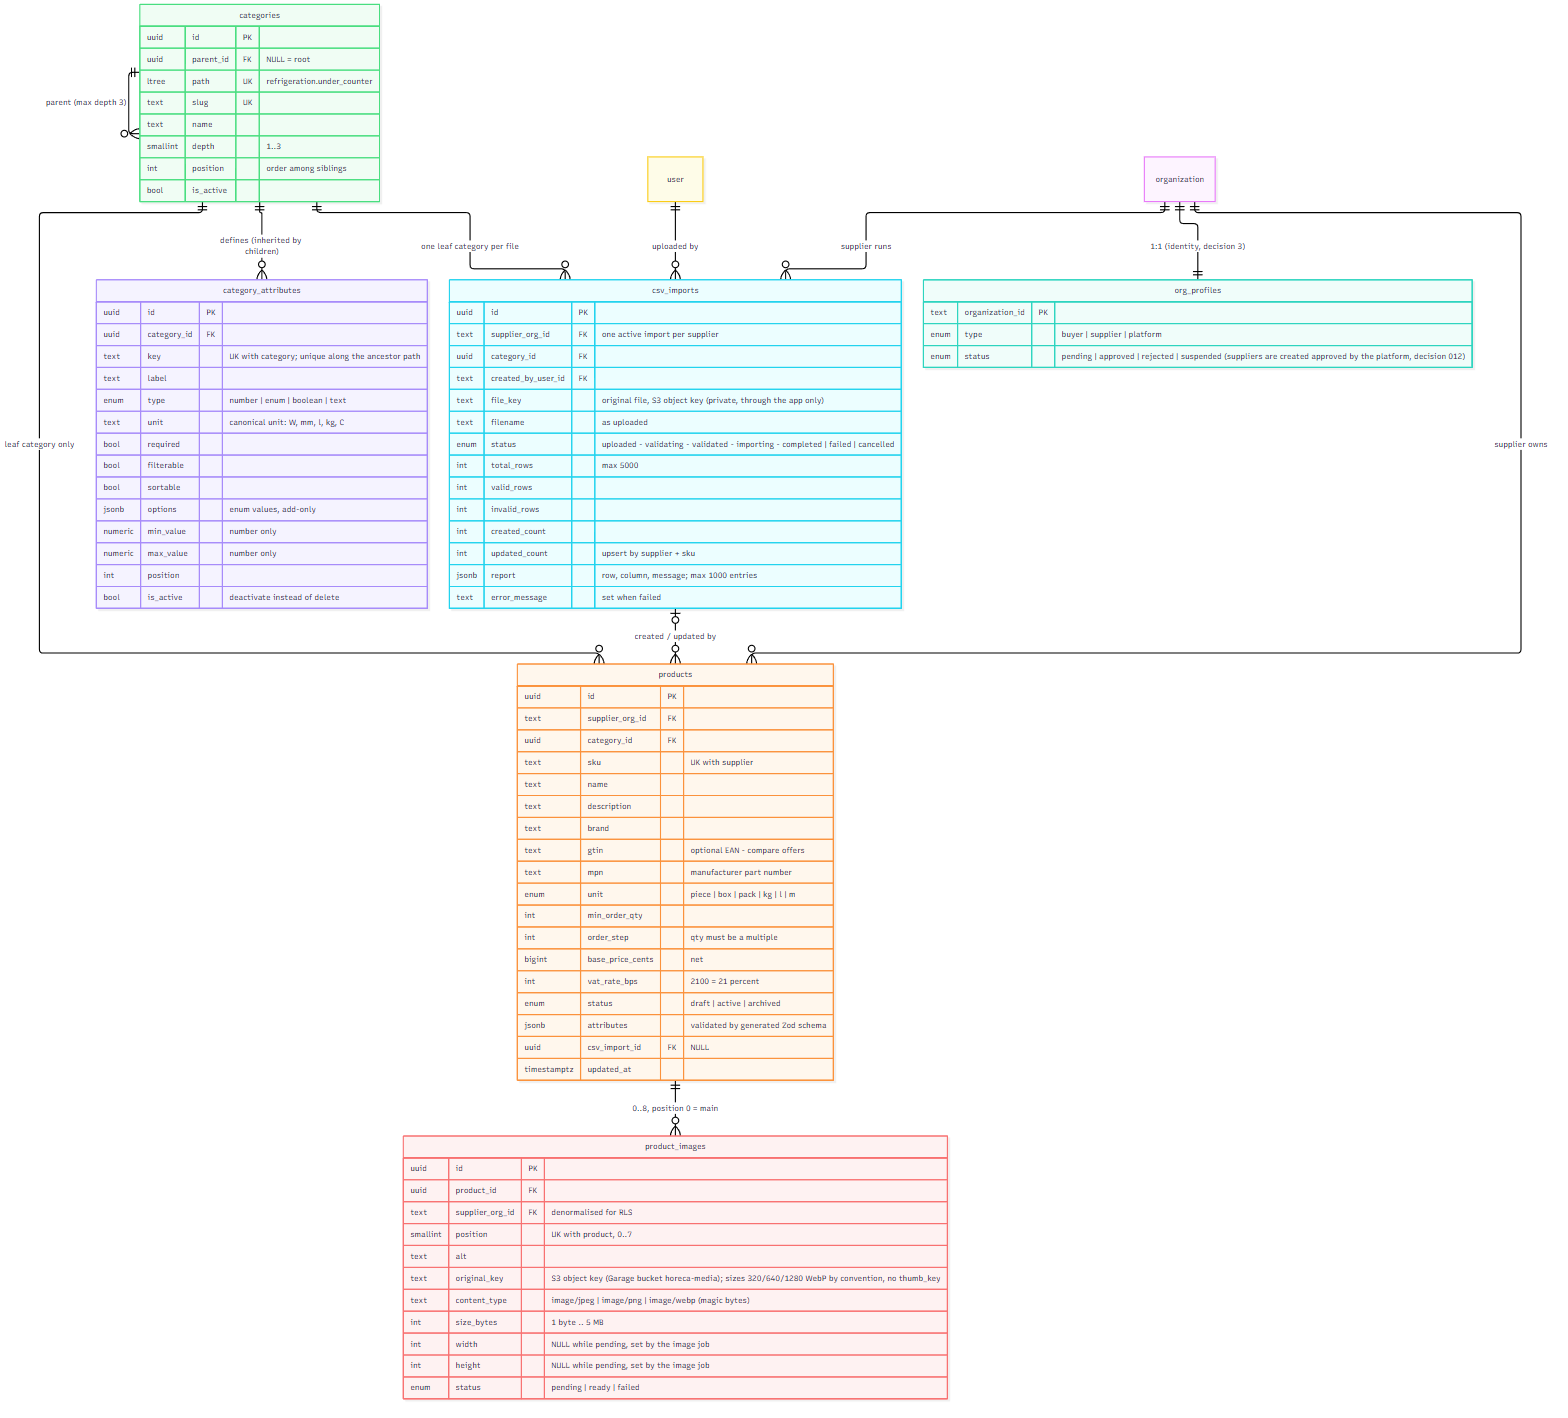 categories
uuid id PK
uuid parent_id FK NULL = root
ltree path UK refrigeration.under_counter
text slug UK
text name
smallint depth 1..3
int position order among siblings
bool is_active
parent (max depth 3)
user
organization
defines (inherited by
children)
one leaf category per file
uploaded by
supplier runs
1:1 (identity, decision 3)
category_attributes
uuid id PK
uuid category_id FK
text key UK with category; unique along the ancestor path
text label
enum type number | enum | boolean | text
text unit canonical unit: W, mm, l, kg, C
bool required
bool filterable
bool sortable
jsonb options enum values, add-only
numeric min_value number only
numeric max_value number only
int position
bool is_active deactivate instead of delete
csv_imports
uuid id PK
text supplier_org_id FK one active import per supplier
uuid category_id FK
text created_by_user_id FK
text file_key original file, S3 object key (private, through the app only)
text filename as uploaded
enum status uploaded - validating - validated - importing - completed | failed | cancelled
int total_rows max 5000
int valid_rows
int invalid_rows
int created_count
int updated_count upsert by supplier + sku
jsonb report row, column, message; max 1000 entries
text error_message set when failed
org_profiles
text organization_id PK
enum type buyer | supplier | platform
enum status pending | approved | rejected | suspended (suppliers are created approved by the platform, decision 012)
leaf category only
supplier owns
created / updated by
products
uuid id PK
text supplier_org_id FK
uuid category_id FK
text sku UK with supplier
text name
text description
text brand
text gtin optional EAN - compare offers
text mpn manufacturer part number
enum unit piece | box | pack | kg | l | m
int min_order_qty
int order_step qty must be a multiple
bigint base_price_cents net
int vat_rate_bps 2100 = 21 percent
enum status draft | active | archived
jsonb attributes validated by generated Zod schema
uuid csv_import_id FK NULL
timestamptz updated_at
0..8, position 0 = main
product_images
uuid id PK
uuid product_id FK
text supplier_org_id FK denormalised for RLS
smallint position UK with product, 0..7
text alt
text original_key S3 object key (Garage bucket horeca-media); sizes 320/640/1280 WebP by convention, no thumb_key
text content_type image/jpeg | image/png | image/webp (magic bytes)
int size_bytes 1 byte .. 5 MB
int width NULL while pending, set by the image job
int height NULL while pending, set by the image job
enum status pending | ready | failed